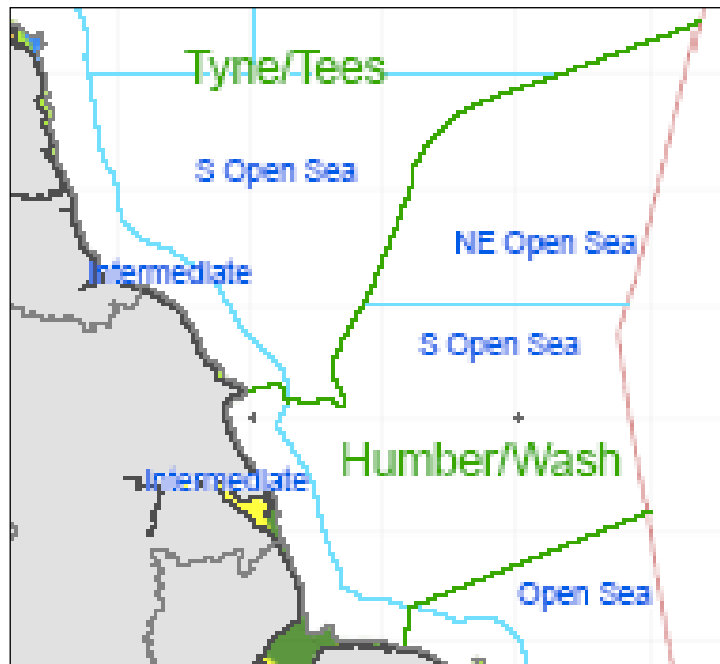 Tyne/Tees
S Open Sea
NE Open Sea
Intermediate
S Open Sea
Humber/Wash
Intermediate
Open Sea